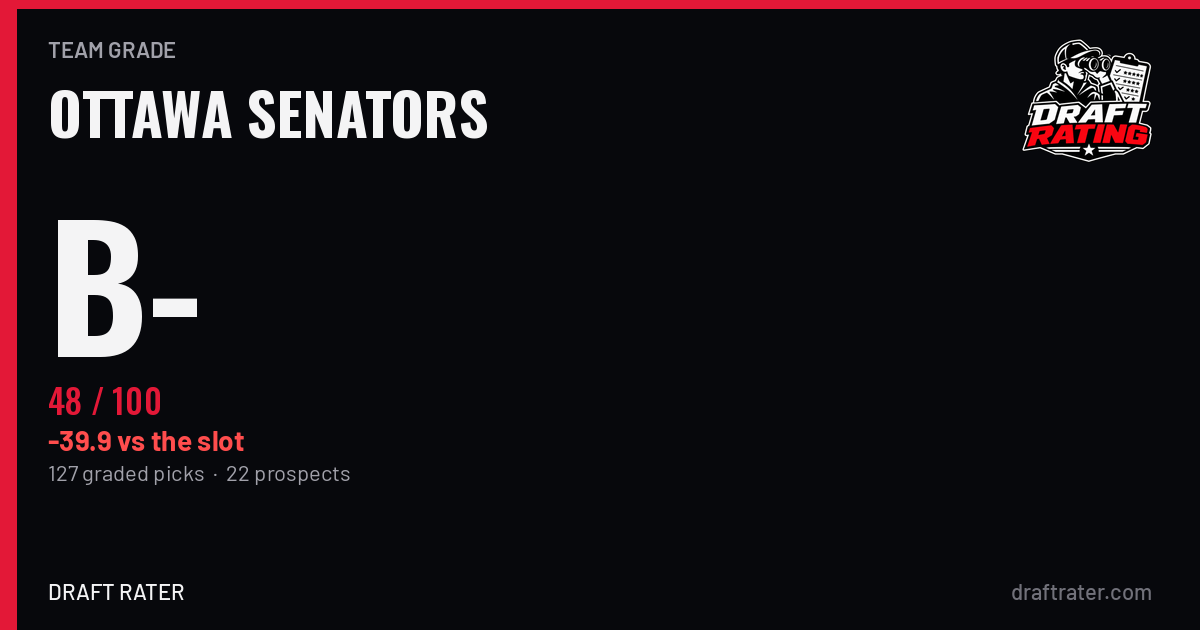 TEAM GRADE
OTTAWA SENATORS
DRAFT
RATING
B-
48 / 100
-39.9 vs the slot
127 graded picks · 22 prospects
DRAFT RATER
draftrater.com